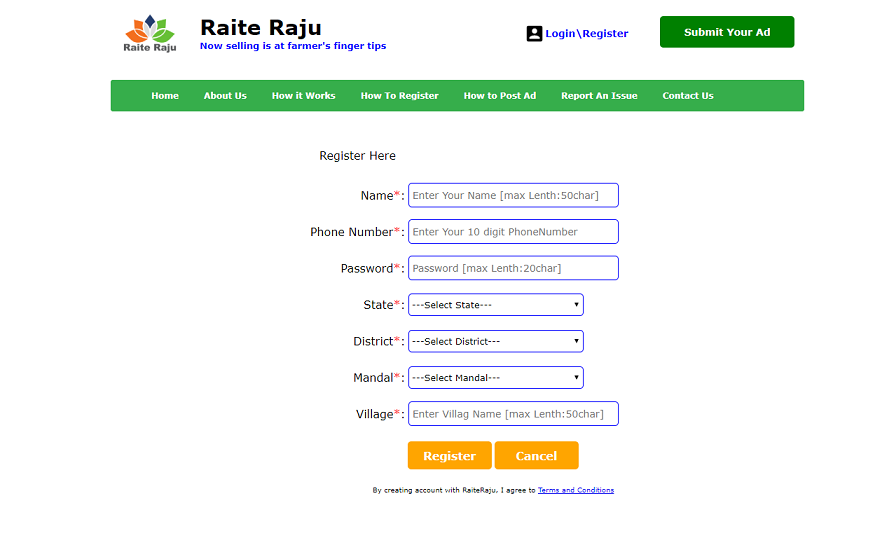 Raite Raju
Raite Raju
Now selling is at farmer's finger tips
Login\Register
Submit Your Ad
Home About Us How it Works How To Register How to Post Ad Report An Issue Contact Us
Register Here
Name*: Enter Your Name [max Lenth:50char]
Phone Number*: Enter Your 10 digit PhoneNumber
Password*: Password [max Lenth:20char]
State*: ---Select State---
District*: ---Select District---
Mandal*: ---Select Mandal---
Village*: Enter Villag Name [max Lenth:50char]
Register Cancel
By creating account with RaiteRaju, I agree to Terms and Conditions